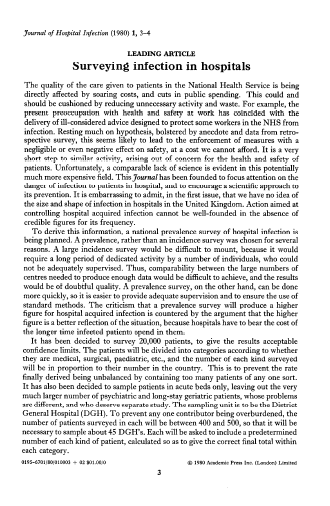 Journal of Hospital Infection (1980) 1, 3–4
LEADING ARTICLE
Surveying infection in hospitals
The quality of the care given to patients in the National Health Service is being
directly affected by soaring costs, and cuts in public spending. This could and
should be cushioned by reducing unnecessary activity and waste. For example, the
present preoccupation with health and safety at work has coincided with the
delivery of ill-considered advice designed to protect some workers in the NHS from
infection. Resting much on hypothesis, bolstered by anecdote and data from retro-
spective survey, this seems likely to lead to the enforcement of measures with a
negligible or even negative effect on safety, at a cost we cannot afford. It is a very
short step to similar activity, arising out of concern for the health and safety of
patients. Unfortunately, a comparable lack of science is evident in this potentially
much more expensive field. This Journal has been founded to focus attention on the
danger of infection to patients in hospital, and to encourage a scientific approach to
its prevention. It is embarrassing to admit, in the first issue, that we have no idea of
the size and shape of infection in hospitals in the United Kingdom. Action aimed at
controlling hospital acquired infection cannot be well-founded in the absence of
credible figures for its frequency.
To derive this information, a national prevalence survey of hospital infection is
being planned. A prevalence, rather than an incidence survey was chosen for several
reasons. A large incidence survey would be difficult to mount, because it would
require a long period of dedicated activity by a number of individuals, who could
not be adequately supervised. Thus, comparability between the large numbers of
centres needed to produce enough data would be difficult to achieve, and the results
would be of doubtful quality. A prevalence survey, on the other hand, can be done
more quickly, so it is easier to provide adequate supervision and to ensure the use of
standard methods. The criticism that a prevalence survey will produce a higher
figure for hospital acquired infection is countered by the argument that the higher
figure is a better reflection of the situation, because hospitals have to bear the cost of
the longer time infected patients spend in them.
It has been decided to survey 20,000 patients, to give the results acceptable
confidence limits. The patients will be divided into categories according to whether
they are medical, surgical, paediatric, etc., and the number of each kind surveyed
will be in proportion to their number in the country. This is to prevent the rate
finally derived being unbalanced by containing too many patients of any one sort.
It has also been decided to sample patients in acute beds only, leaving out the very
much larger number of psychiatric and long-stay geriatric patients, whose problems
are different, and who deserve separate study. The sampling unit is to be the District
General Hospital (DGH). To prevent any one contributor being overburdened, the
number of patients surveyed in each will be between 400 and 500, so that it will be
necessary to sample about 45 DGH's. Each will be asked to include a predetermined
number of each kind of patient, calculated so as to give the correct final total within
each category.
0195–6701/80/010003 + 02 $01.00/0 © 1980 Academic Press Inc. (London) Limited
3